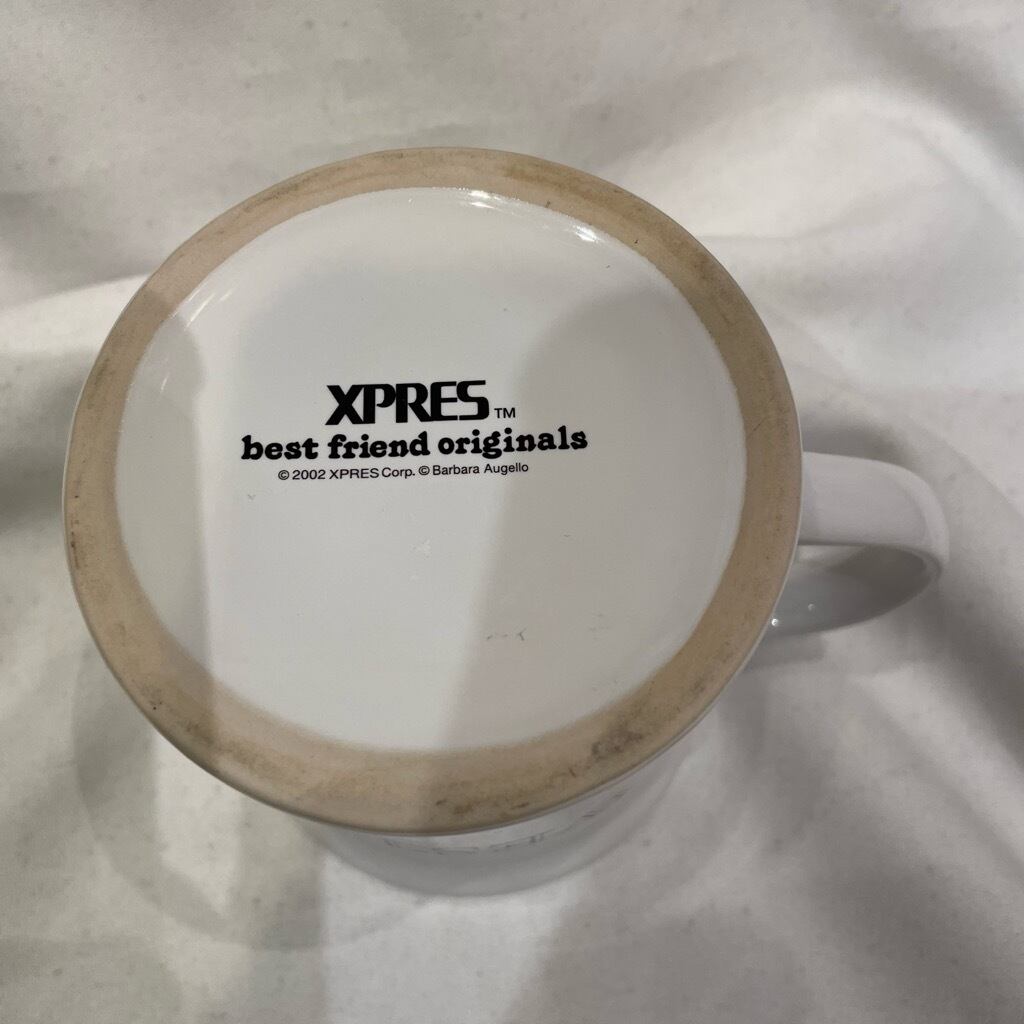 XPRES™
best friend originals
© 2002 XPRES Corp. © Barbara Augello